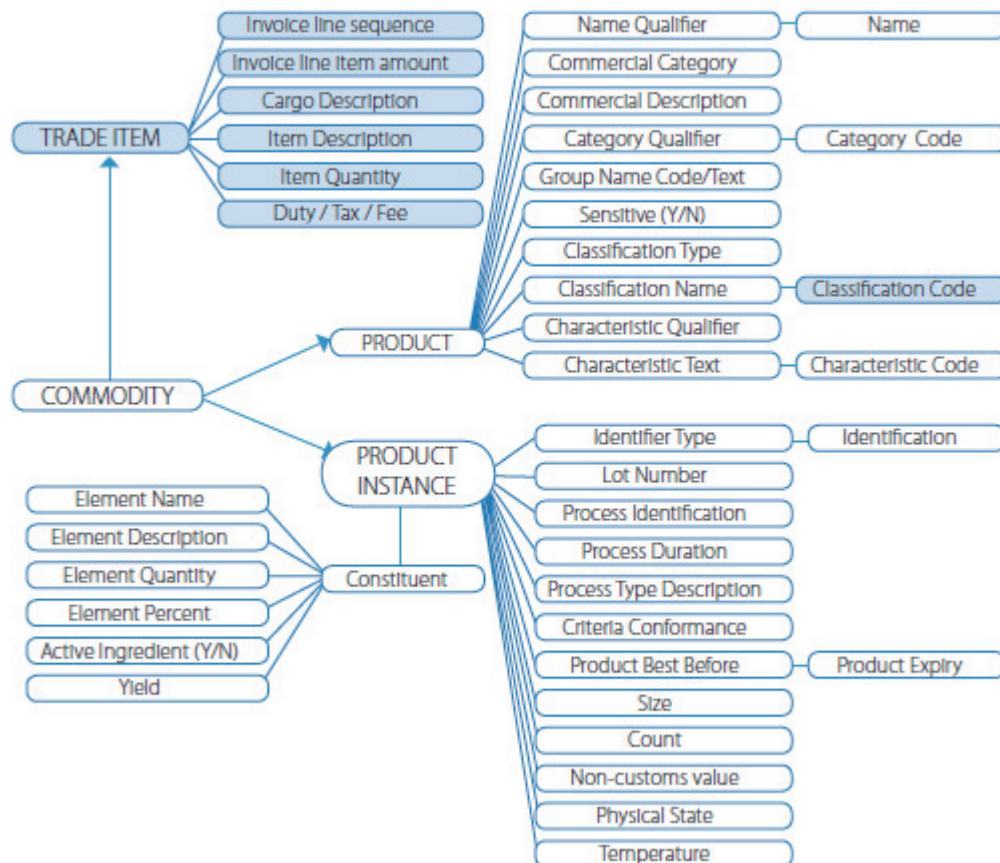 Invoice line sequence
Invoice line item amount
Cargo Description
TRADE ITEM
Item Description
Item Quantity
Duty / Tax / Fee
Name Qualifier
Name
Commercial Category
Commercial Description
Category Qualifier
Category Code
Group Name Code/Text
Sensitive (Y/N)
Classification Type
Classification Name
Classification Code
PRODUCT
Characteristic Qualifier
Characteristic Text
Characteristic Code
COMMODITY
PRODUCT
INSTANCE
Identifier Type
Identification
Lot Number
Process Identification
Process Duration
Process Type Description
Criteria Conformance
Product Best Before
Product Expiry
Size
Count
Non-customs value
Physical State
Temperature
Element Name
Element Description
Element Quantity
Constituent
Element Percent
Active Ingredient (Y/N)
Yield